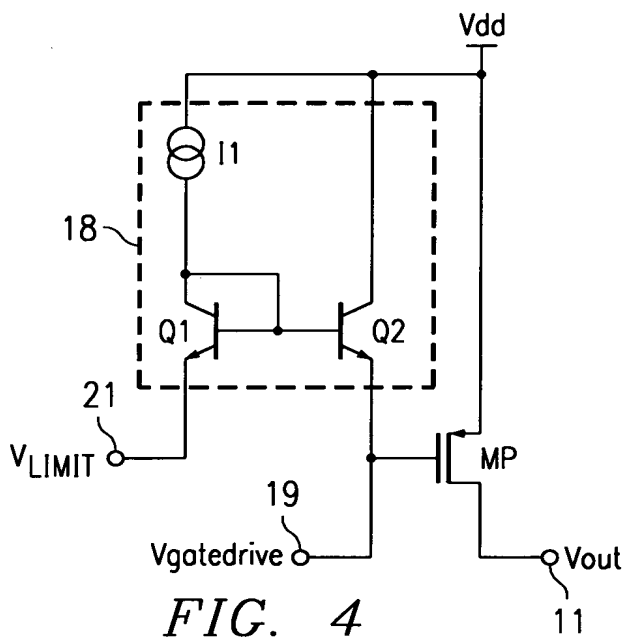 Vdd
I1
18
Q1
Q2
21
VLIMIT
MP
19
Vgatedrive
Vout
11
FIG. 4